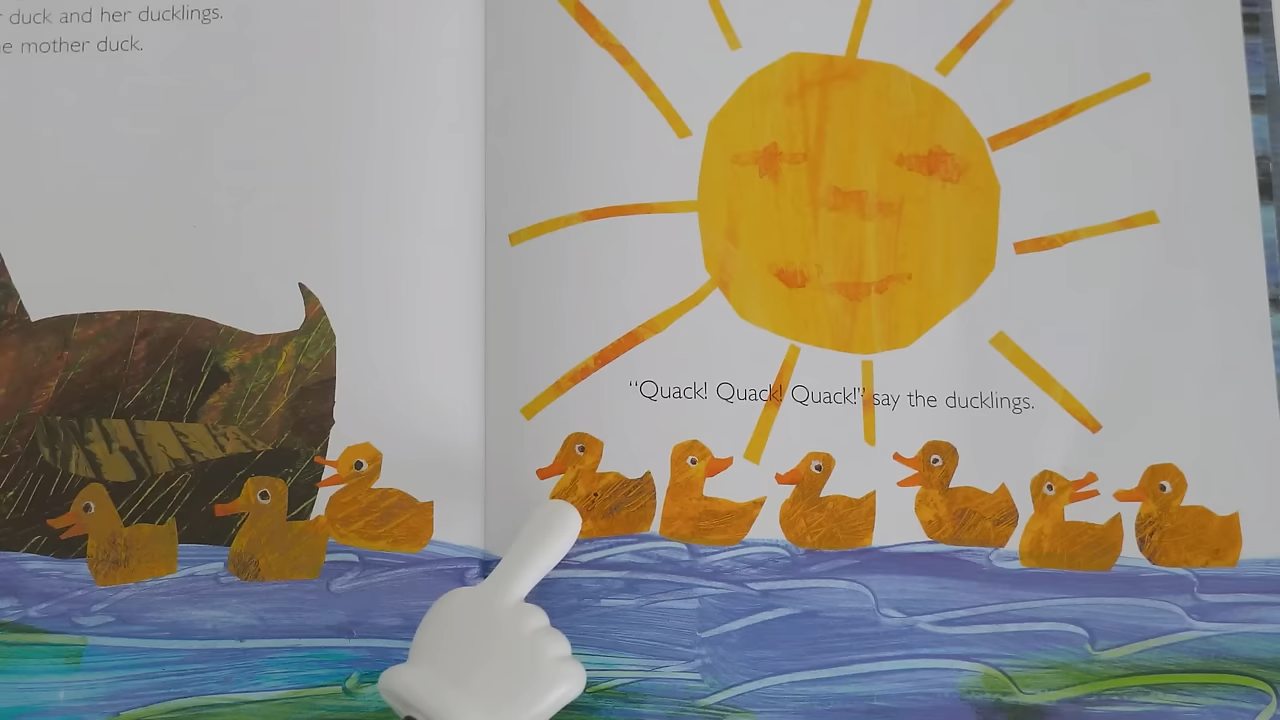 duck and her ducklings.
mother duck.
“Quack! Quack! Quack!” say the ducklings.